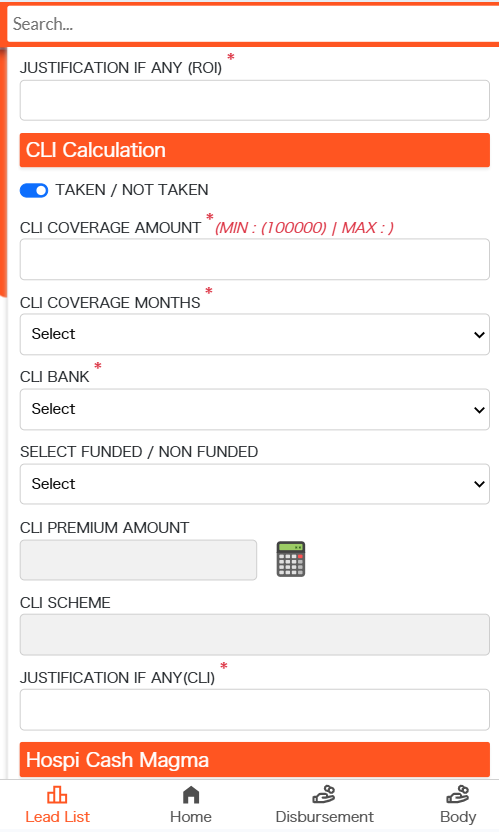 Search...
JUSTIFICATION IF ANY (ROI) *
CLI Calculation
TAKEN / NOT TAKEN
CLI COVERAGE AMOUNT * (MIN : (100000) | MAX : )
CLI COVERAGE MONTHS *
Select
CLI BANK *
Select
SELECT FUNDED / NON FUNDED
Select
CLI PREMIUM AMOUNT
CLI SCHEME
JUSTIFICATION IF ANY(CLI) *
Hospi Cash Magma
Lead List Home Disbursement Body